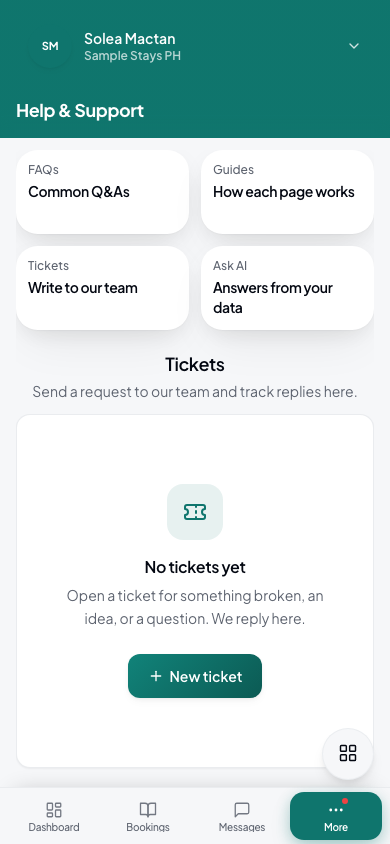 SM
Solea Mactan
Sample Stays PH
Help & Support
FAQs
Common Q&As
Guides
How each page works
Tickets
Write to our team
Ask AI
Answers from your
data
Tickets
Send a request to our team and track replies here.
No tickets yet
Open a ticket for something broken, an
idea, or a question. We reply here.
+ New ticket
Dashboard
Bookings
Messages
More